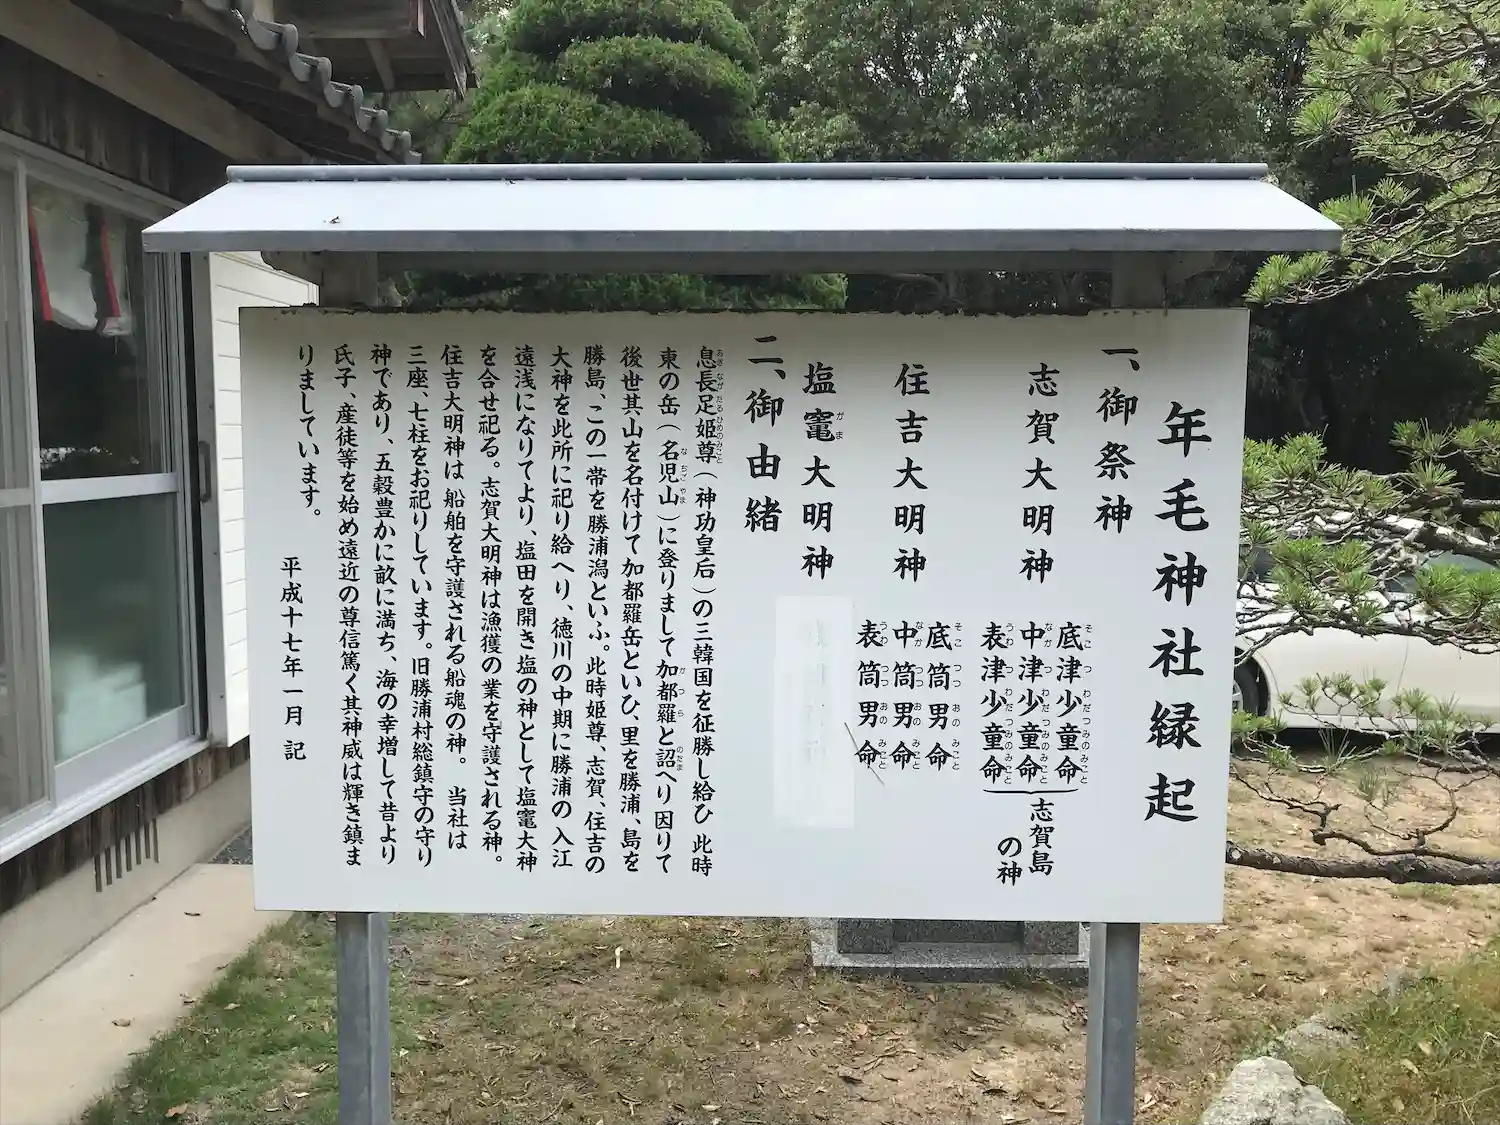 年毛神社縁起
一、御祭神
志賀大明神
底津少童命
中津少童命
表津少童命
志賀島の神
住吉大明神
底筒男命
中筒男命
表筒男命
塩竈大明神
二、御由緒
息長足姫尊(神功皇后)の三韓国を征勝し給ひ 此時
東の岳(名児山)に登りまして加都羅と詔へり因りて
後世其山を名付けて加都羅岳といひ、里を勝浦、島を
勝島、この一帯を勝浦潟といふ。此時姫尊、志賀、住吉の
大神を此所に祀り給へり、徳川の中期に勝浦の入江
遠浅になりてより、塩田を開き塩の神として塩竈大神
を合せ祀る。志賀大明神は漁獲の業を守護される神。
住吉大明神は船舶を守護される船魂の神。 当社は
三座、七柱をお祀りしています。旧勝浦村総鎮守の守り
神であり、五穀豊かに畝に満ち、海の幸増して昔より
氏子、産徒等を始め遠近の尊信篤く其神威は輝き鎮ま
りましています。
平成十七年一月 記